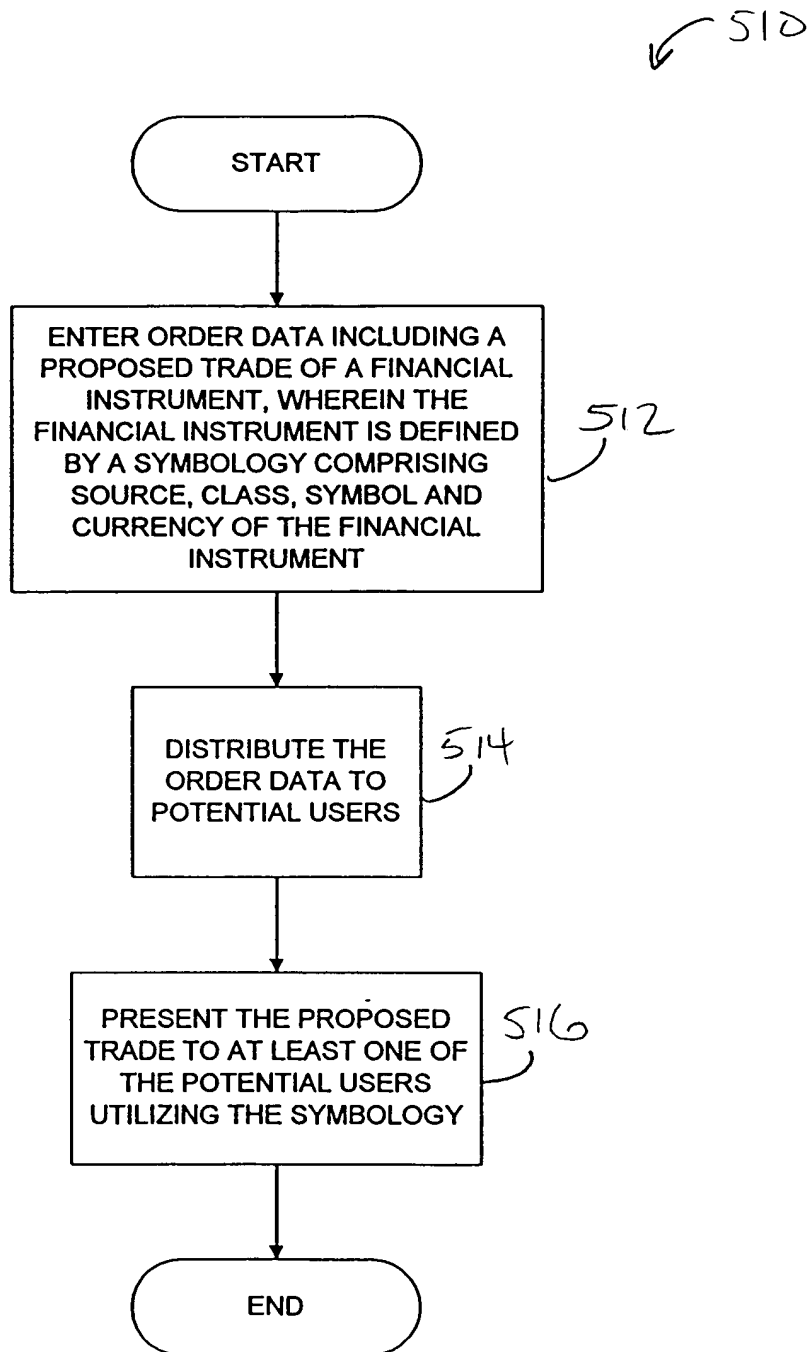 510
START
ENTER ORDER DATA INCLUDING A
PROPOSED TRADE OF A FINANCIAL
INSTRUMENT, WHEREIN THE
FINANCIAL INSTRUMENT IS DEFINED
BY A SYMBOLOGY COMPRISING
SOURCE, CLASS, SYMBOL AND
CURRENCY OF THE FINANCIAL
INSTRUMENT
512
DISTRIBUTE THE
ORDER DATA TO
POTENTIAL USERS
514
PRESENT THE PROPOSED
TRADE TO AT LEAST ONE OF
THE POTENTIAL USERS
UTILIZING THE SYMBOLOGY
516
END